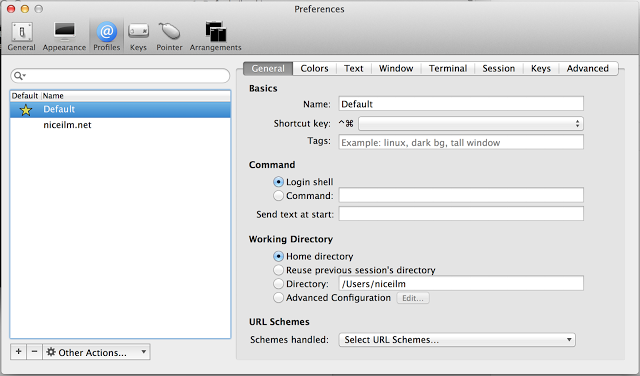 Preferences
General Appearance Profiles Keys Pointer Arrangements
General Colors Text Window Terminal Session Keys Advanced
Default Name
Default
niceilm.net
+ − Other Actions...
Basics
Name: Default
Shortcut key: ^⌘
Tags: Example: linux, dark bg, tall window
Command
Login shell
Command:
Send text at start:
Working Directory
Home directory
Reuse previous session's directory
Directory: /Users/niceilm
Advanced Configuration Edit...
URL Schemes
Schemes handled: Select URL Schemes...